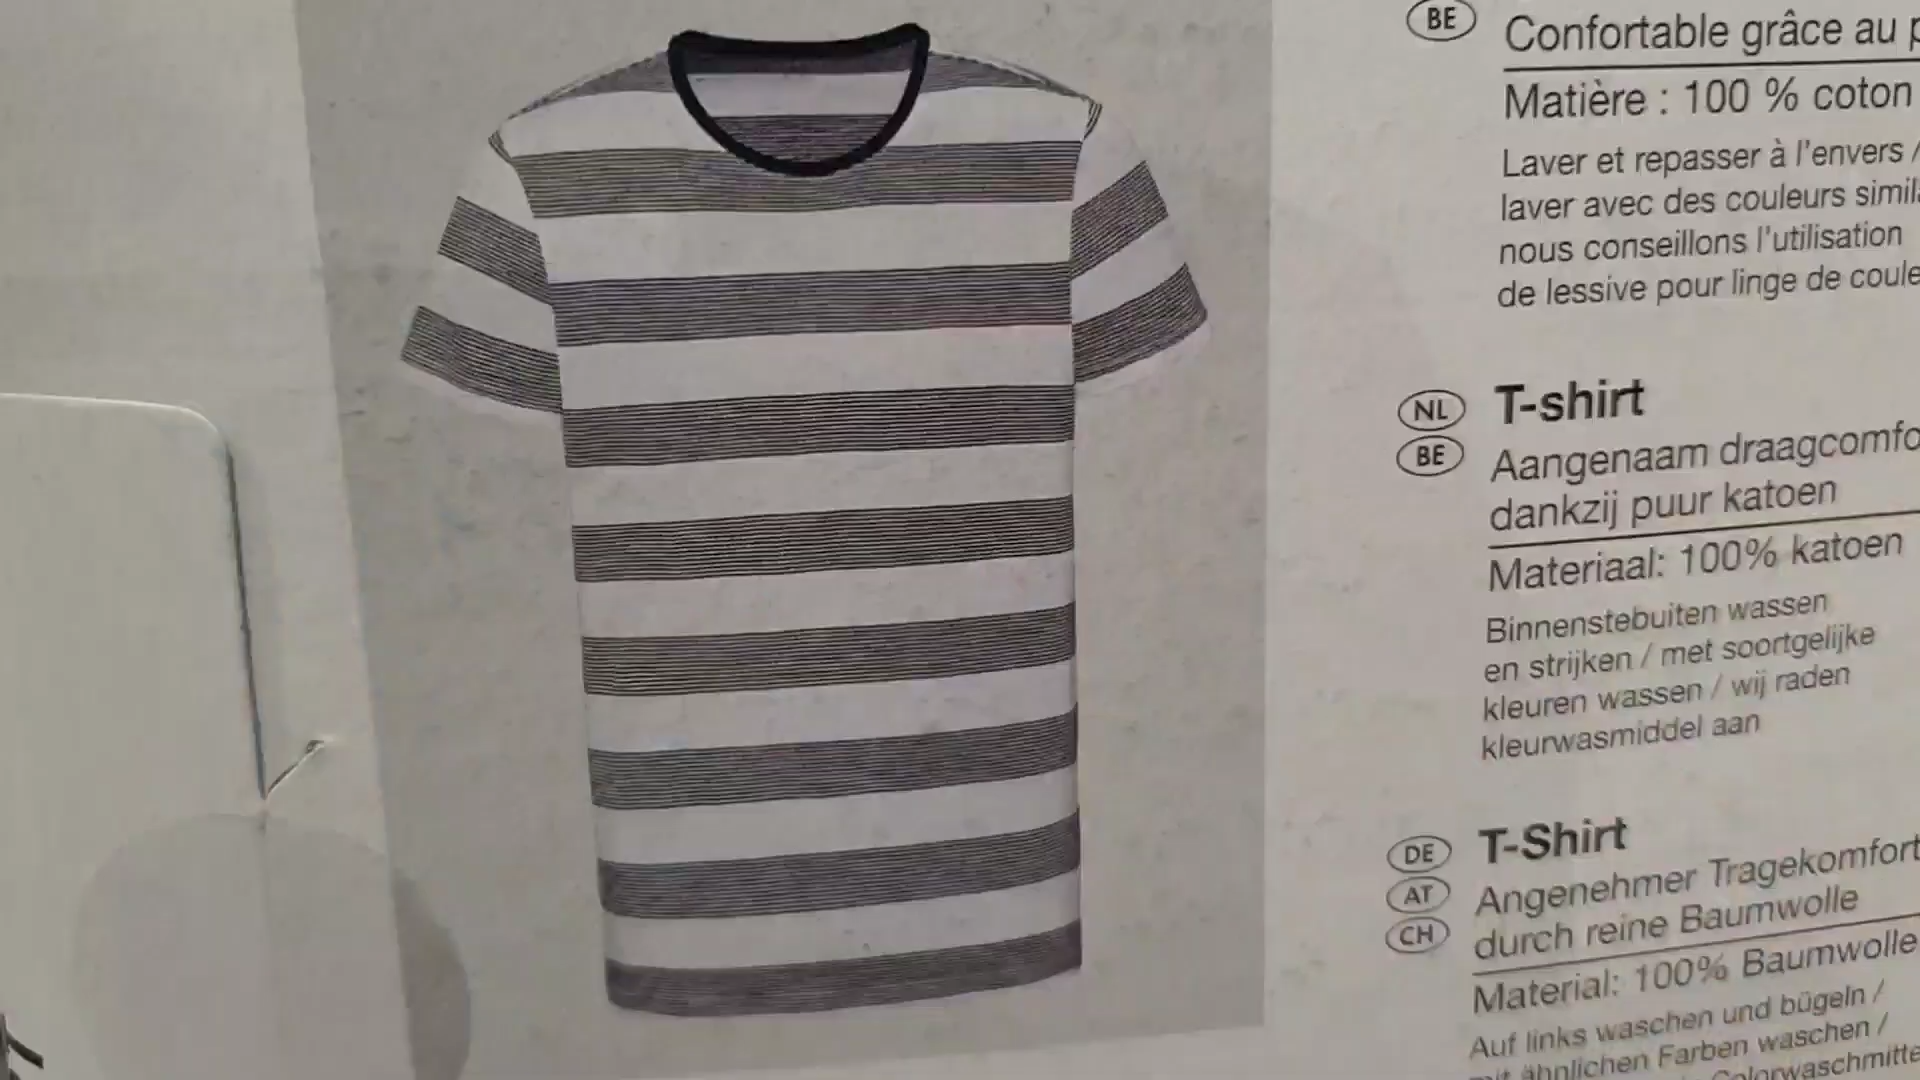 BE
Confortable grâce au
Matière : 100 % coton
Laver et repasser à l'envers /
laver avec des couleurs
nous conseillons l'utilisation
de lessive pour linge de
NL
T-shirt
BE
Aangenaam
dankzij puur katoen
Materiaal: 100% katoen
Binnenstebuiten wassen
en strijken / met soortgelijke
kleuren wassen / wij raden
kleurwasmiddel aan
DE
T-Shirt
AT
Angenehmer Tragekomfort
CH
durch reine Baumwolle
Material: 100% Baumwolle
Auf links waschen und bügeln /
ähnlichen Farben waschen /